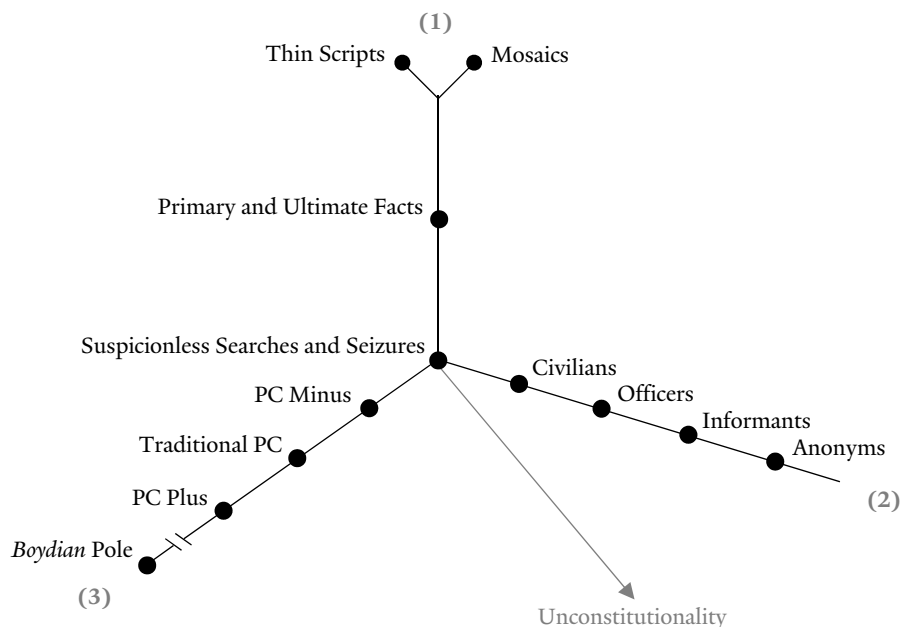 (1)
Thin Scripts
Mosaics
Primary and Ultimate Facts
Suspicionless Searches and Seizures
Civilians
PC Minus
Officers
Informants
Traditional PC
Anonyms
PC Plus
(2)
Boydian Pole
(3)
Unconstitutionality